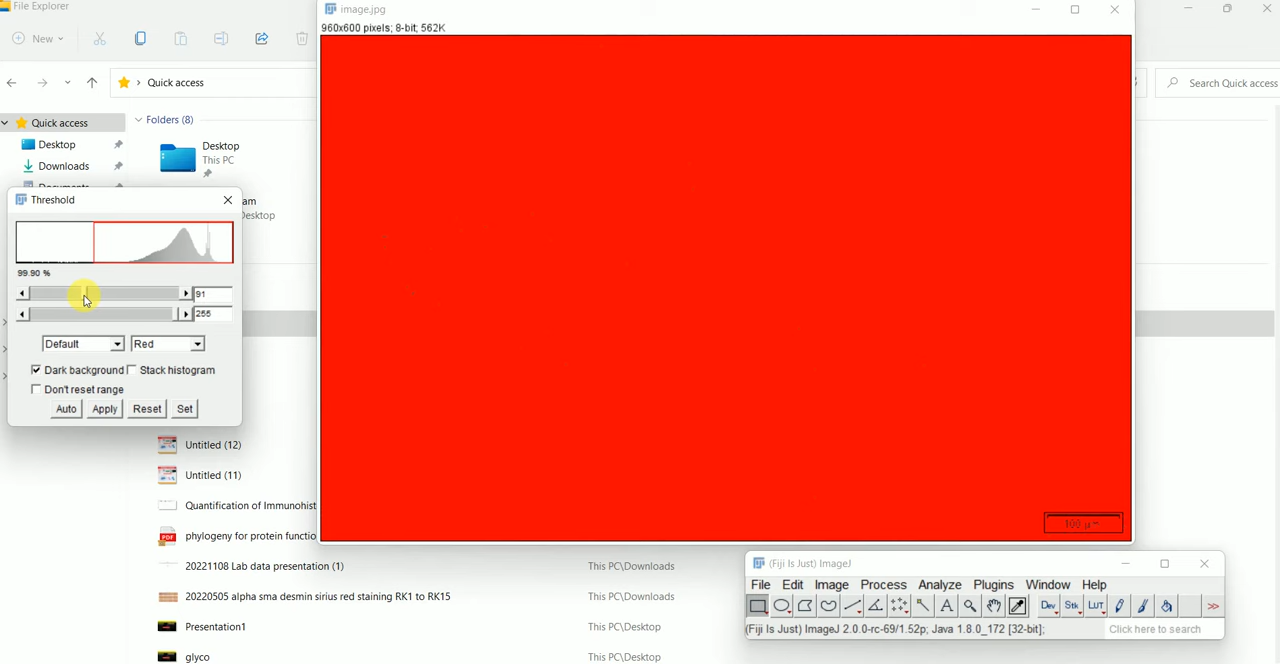 File Explorer
New
Quick access
Search Quick access
Quick access
Desktop
Downloads
Folders (8)
Desktop
This PC
am
Desktop
Threshold
99.90 %
91
255
Default
Red
Dark background
Stack histogram
Don't reset range
Auto
Apply
Reset
Set
image.jpg
960x600 pixels; 8-bit; 562K
100 µm
Untitled (12)
Untitled (11)
Quantification of Immunohist
phylogeny for protein functio
20221108 Lab data presentation (1)
This PC\Downloads
20220505 alpha sma desmin sirius red staining RK1 to RK15
This PC\Downloads
Presentation1
This PC\Desktop
glyco
This PC\Desktop
(Fiji Is Just) ImageJ
File Edit Image Process Analyze Plugins Window Help
Dev Stk LUT
>>
(Fiji Is Just) ImageJ 2.0.0-rc-69/1.52p; Java 1.8.0_172 [32-bit];
Click here to search